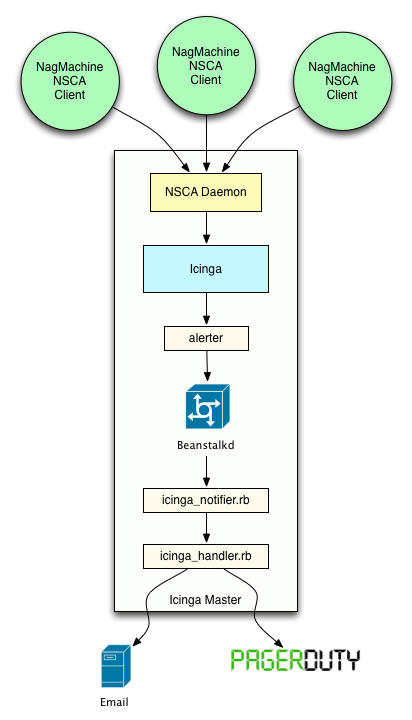 NagMachine
NSCA
Client
NagMachine
NSCA
Client
NagMachine
NSCA
Client
NSCA Daemon
Icinga
alerter
Beanstalkd
icinga_notifier.rb
icinga_handler.rb
Icinga Master
Email
PAGERDUTY